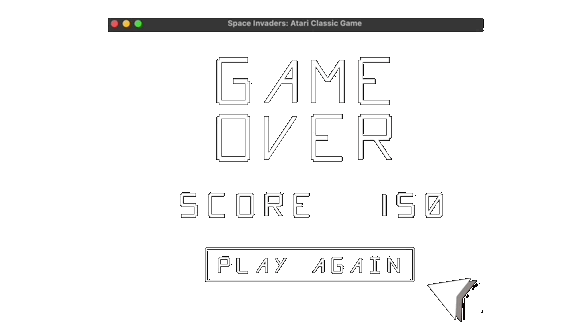 Space Invaders: Atari Classic Game
GAME
OVER
SCORE 150
PLAY AGAIN